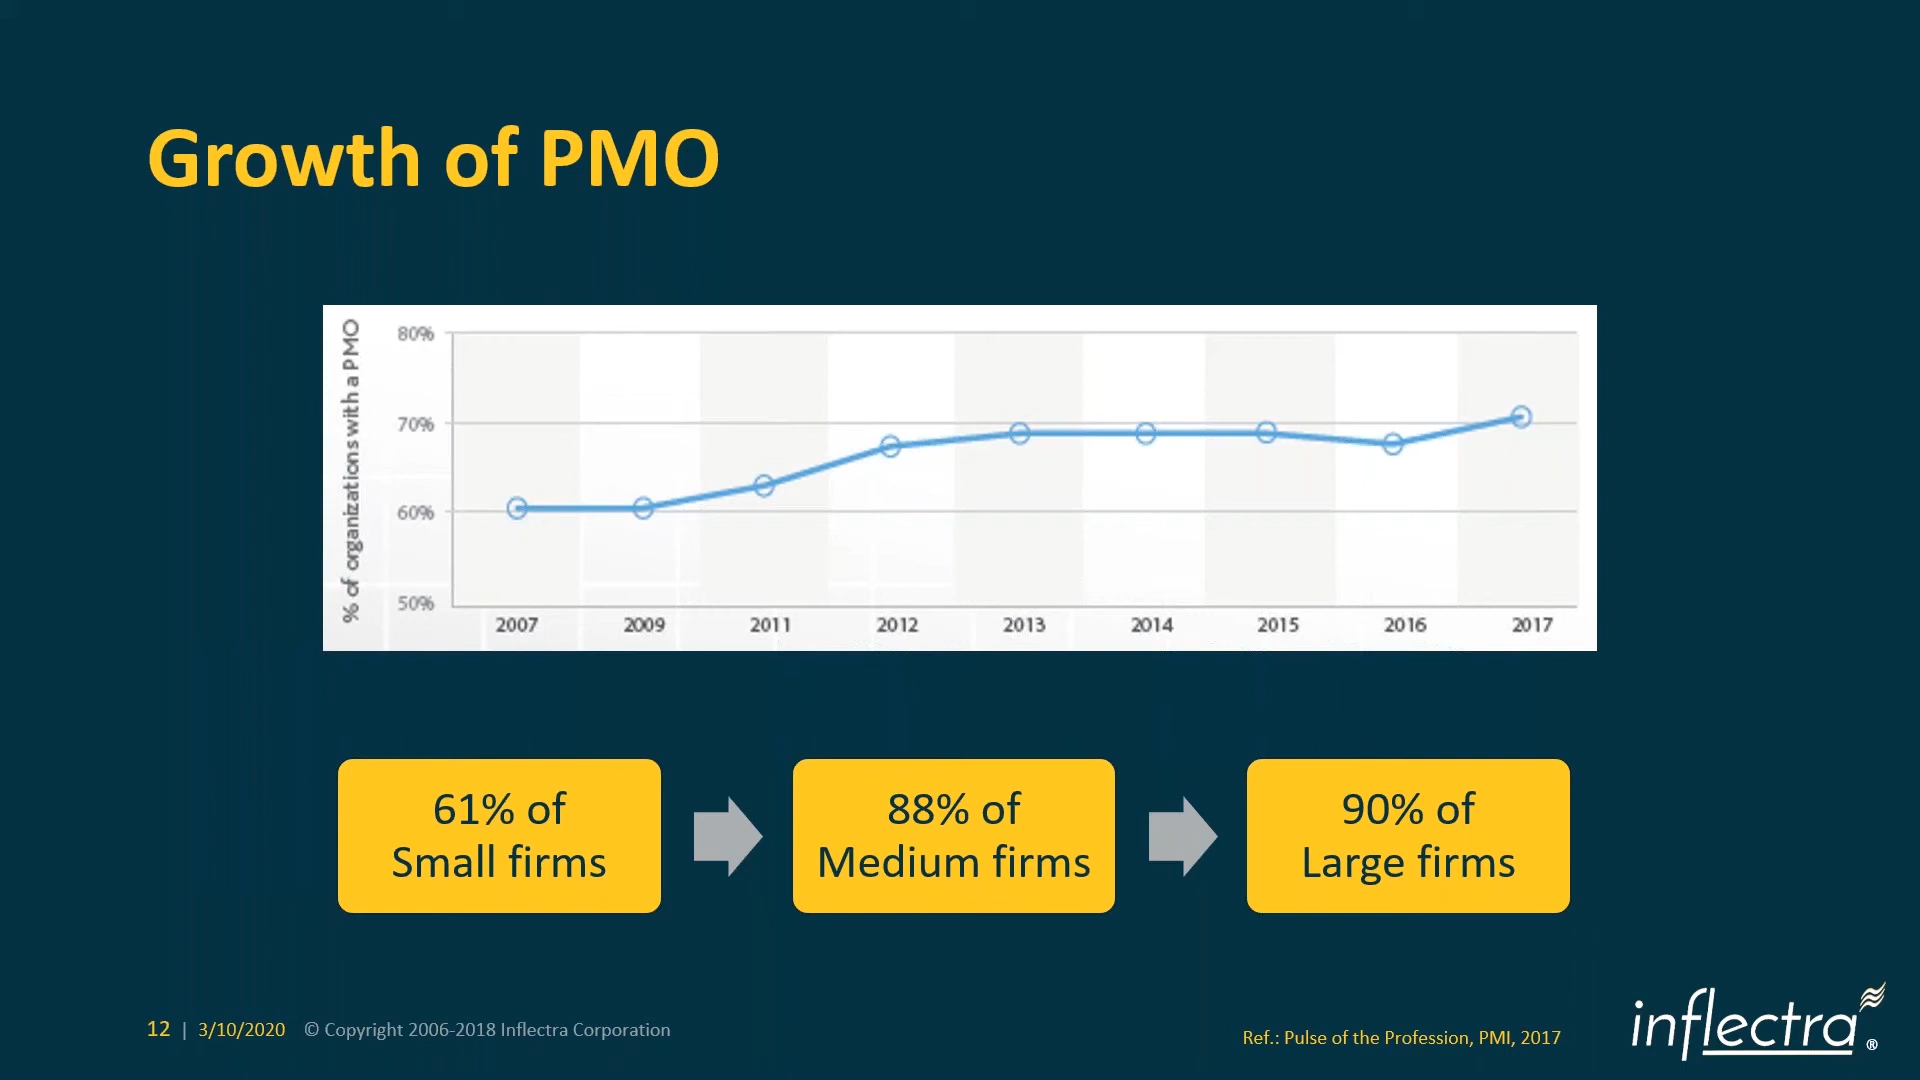 Growth of PMO
% of organizations with a PMO
80%
70%
60%
50%
2007 2009 2011 2012 2013 2014 2015 2016 2017
61% of
Small firms
88% of
Medium firms
90% of
Large firms
12 | 3/10/2020 © Copyright 2006-2018 Inflectra Corporation
Ref.: Pulse of the Profession, PMI, 2017
inflectra®